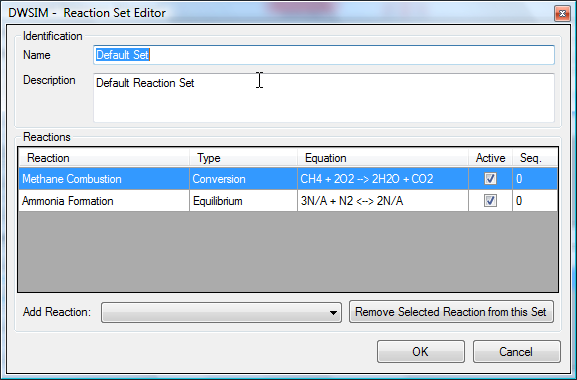 DWSIM - Reaction Set Editor
Identification
Name Default Set
Description Default Reaction Set
Reactions
Reaction Type Equation Active Seq.
Methane Combustion Conversion CH4 + 2O2 --> 2H2O + CO2 0
Ammonia Formation Equilibrium 3N/A + N2 <--> 2N/A 0
Add Reaction: Remove Selected Reaction from this Set
OK Cancel